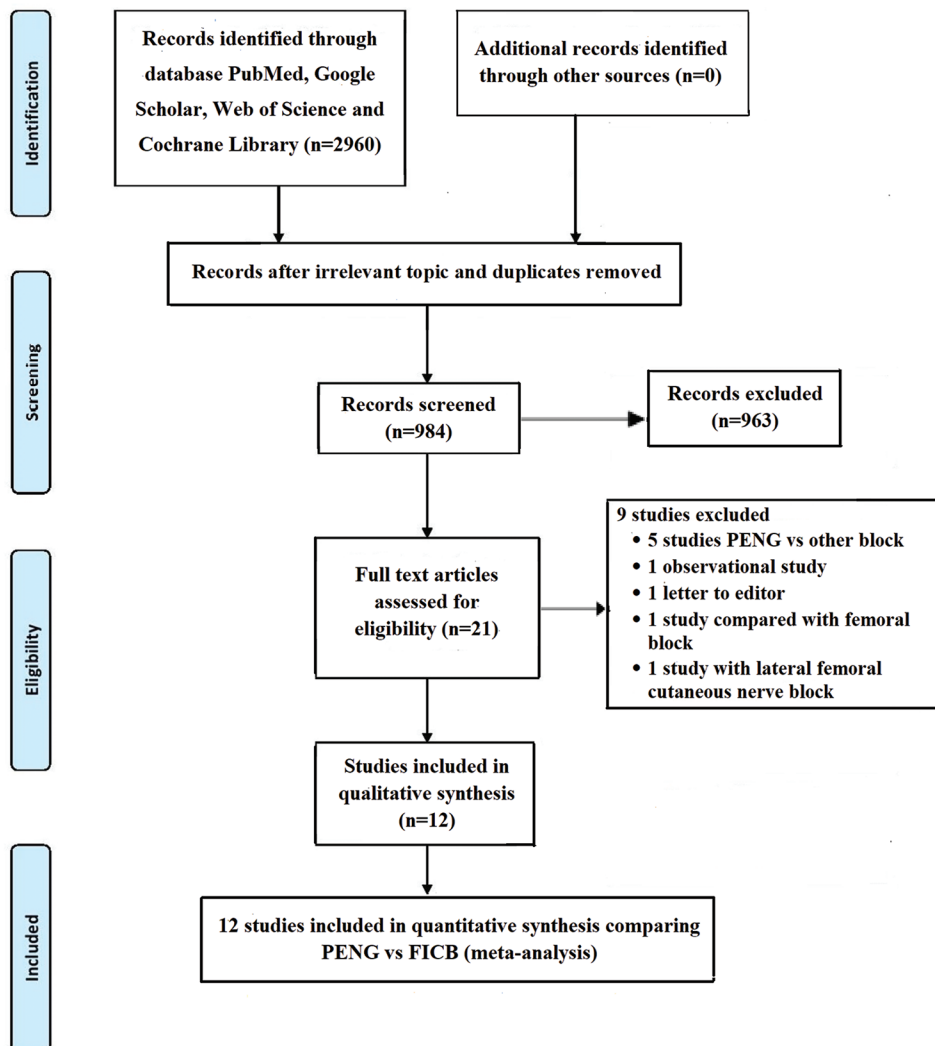 Identification
Records identified through
database PubMed, Google
Scholar, Web of Science and
Cochrane Library (n=2960)
Additional records identified
through other sources (n=0)
Records after irrelevant topic and duplicates removed
Screening
Records screened
(n=984)
Records excluded
(n=963)
Eligibility
Full text articles
assessed for
eligibility (n=21)
9 studies excluded
• 5 studies PENG vs other block
• 1 observational study
• 1 letter to editor
• 1 study compared with femoral
block
• 1 study with lateral femoral
cutaneous nerve block
Studies included in
qualitative synthesis
(n=12)
Included
12 studies included in quantitative synthesis comparing
PENG vs FICB (meta-analysis)